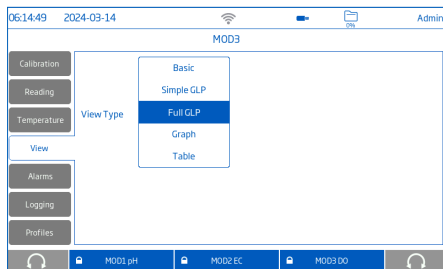 06:14:49 2024-03-14 0% Admin
MOD3
Calibration
Reading
Temperature
View
Alarms
Logging
Profiles
View Type
Basic
Simple GLP
Full GLP
Graph
Table
MOD1 pH MOD2 EC MOD3 DO